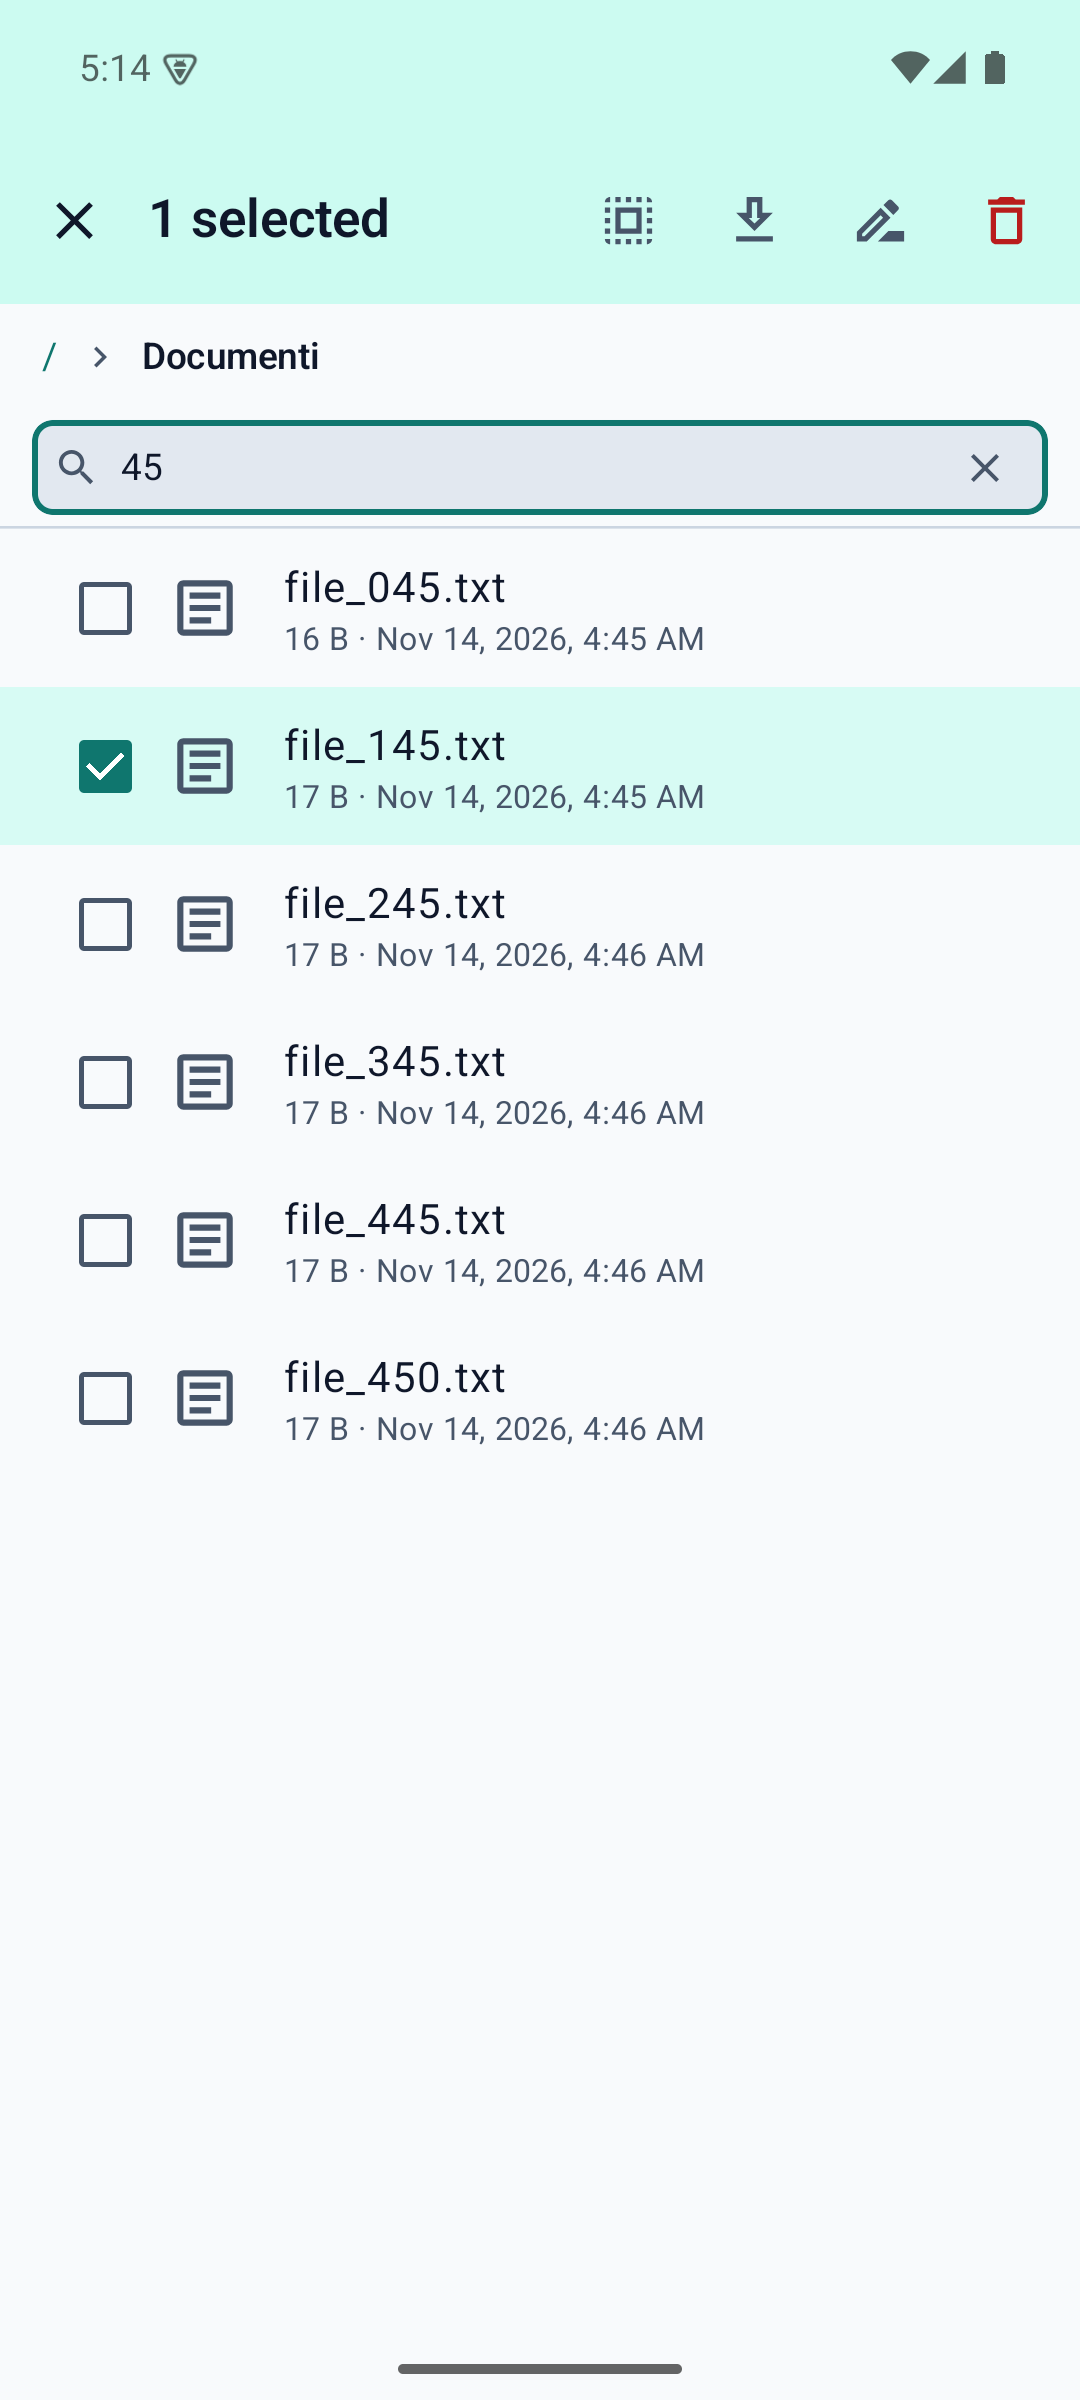 5:14
1 selected
/ > Documenti
45
file_045.txt
16 B · Nov 14, 2026, 4:45 AM
file_145.txt
17 B · Nov 14, 2026, 4:45 AM
file_245.txt
17 B · Nov 14, 2026, 4:46 AM
file_345.txt
17 B · Nov 14, 2026, 4:46 AM
file_445.txt
17 B · Nov 14, 2026, 4:46 AM
file_450.txt
17 B · Nov 14, 2026, 4:46 AM